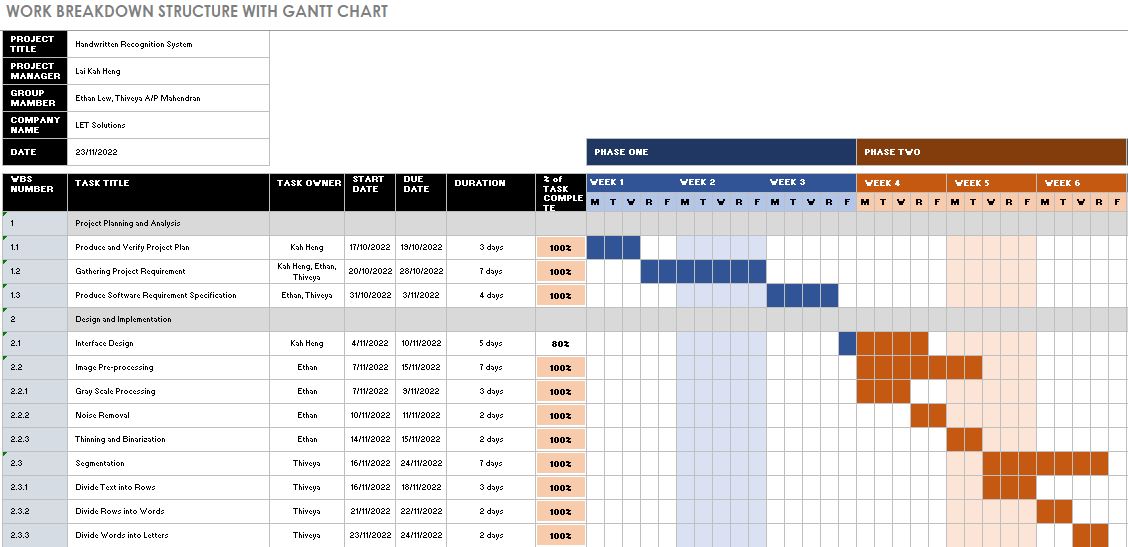 WORK BREAKDOWN STRUCTURE WITH GANTT CHART
PROJECT TITLE Handwritten Recognition System
PROJECT MANAGER Lai Kah Heng
GROUP MAMBER Ethan Lew, Thiveya A/P Mahendran
COMPANY NAME LET Solutions
DATE 23/11/2022
PHASE ONE PHASE TWO
WBS NUMBER TASK TITLE TASK OWNER START DATE DUE DATE DURATION % of TASK COMPLETE WEEK 1 WEEK 2 WEEK 3 WEEK 4 WEEK 5 WEEK 6
M T W R F M T W R F M T W R F M T W R F M T W R F M T W R F
1 Project Planning and Analysis
1.1 Produce and Verify Project Plan Kah Heng 17/10/2022 19/10/2022 3 days 100%
1.2 Gathering Project Requirement Kah Heng, Ethan, Thiveya 20/10/2022 28/10/2022 7 days 100%
1.3 Produce Software Requirement Specification Ethan, Thiveya 31/10/2022 3/11/2022 4 days 100%
2 Design and Implementation
2.1 Interface Design Kah Heng 4/11/2022 10/11/2022 5 days 80%
2.2 Image Pre-processing Ethan 7/11/2022 15/11/2022 7 days 100%
2.2.1 Gray Scale Processing Ethan 7/11/2022 9/11/2022 3 days 100%
2.2.2 Noise Removal Ethan 10/11/2022 11/11/2022 2 days 100%
2.2.3 Thinning and Binarization Ethan 14/11/2022 15/11/2022 2 days 100%
2.3 Segmentation Thiveya 16/11/2022 24/11/2022 7 days 100%
2.3.1 Divide Text into Rows Thiveya 16/11/2022 18/11/2022 3 days 100%
2.3.2 Divide Rows into Words Thiveya 21/11/2022 22/11/2022 2 days 100%
2.3.3 Divide Words into Letters Thiveya 23/11/2022 24/11/2022 2 days 100%